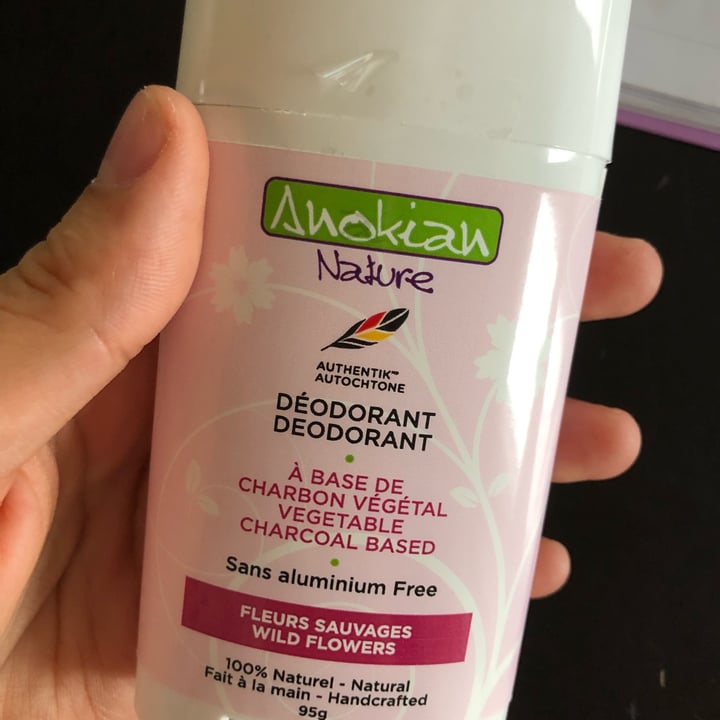 Anokian
Nature
AUTHENTIK™
AUTOCHTONE
DÉODORANT
DEODORANT
À BASE DE
CHARBON VÉGÉTAL
VEGETABLE
CHARCOAL BASED
Sans aluminium Free
FLEURS SAUVAGES
WILD FLOWERS
100% Naturel - Natural
Fait à la main - Handcrafted
95g